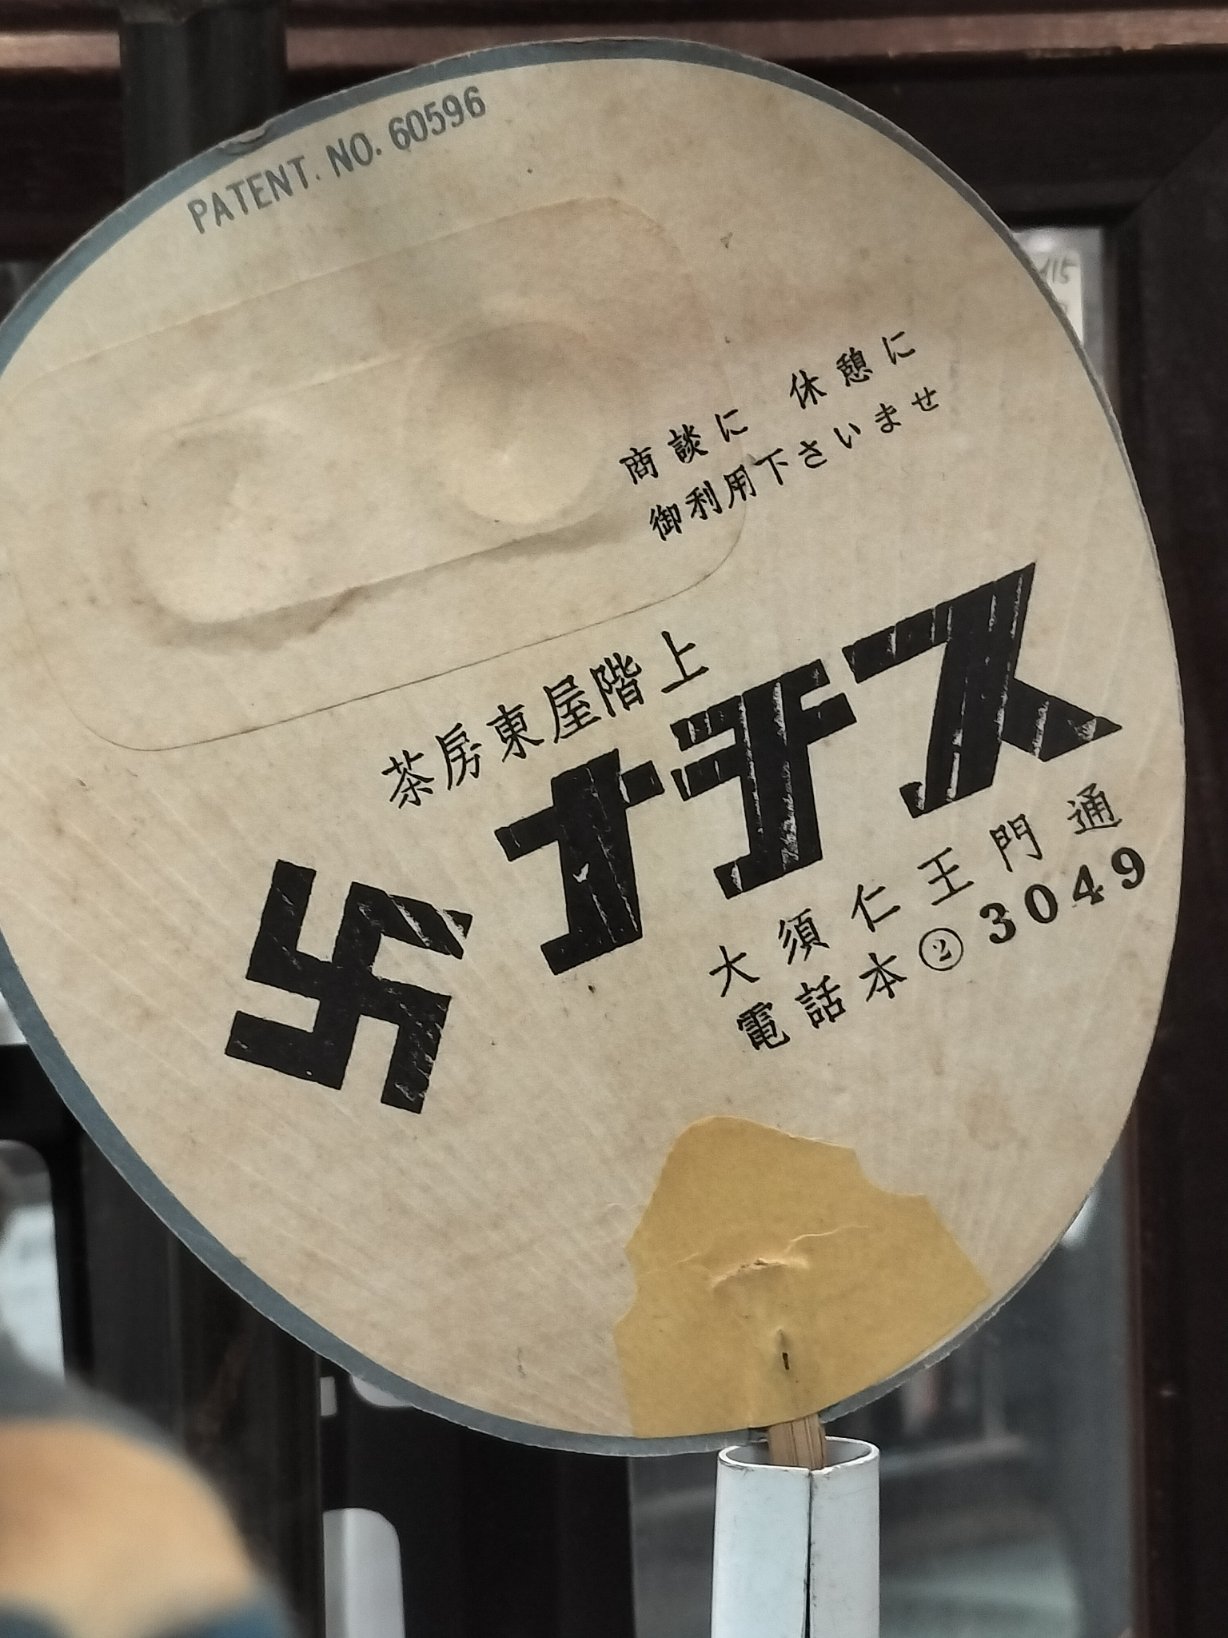 PATENT. NO. 60596
商談に 休憩に
御利用下さいませ
茶房東屋階上
卐 ナチス
大須仁王門通
電話本②3049